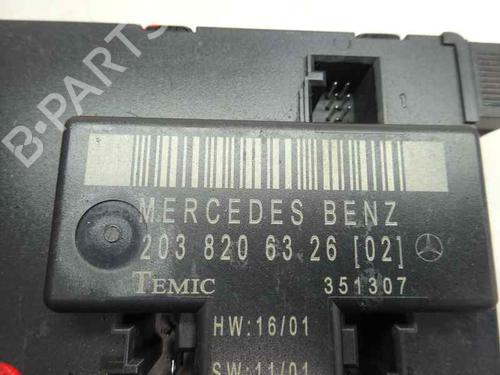 B-PARTS
MERCEDES BENZ
203 820 63 26 [02]
TEMIC 351307
HW:16/01
SW:11/01